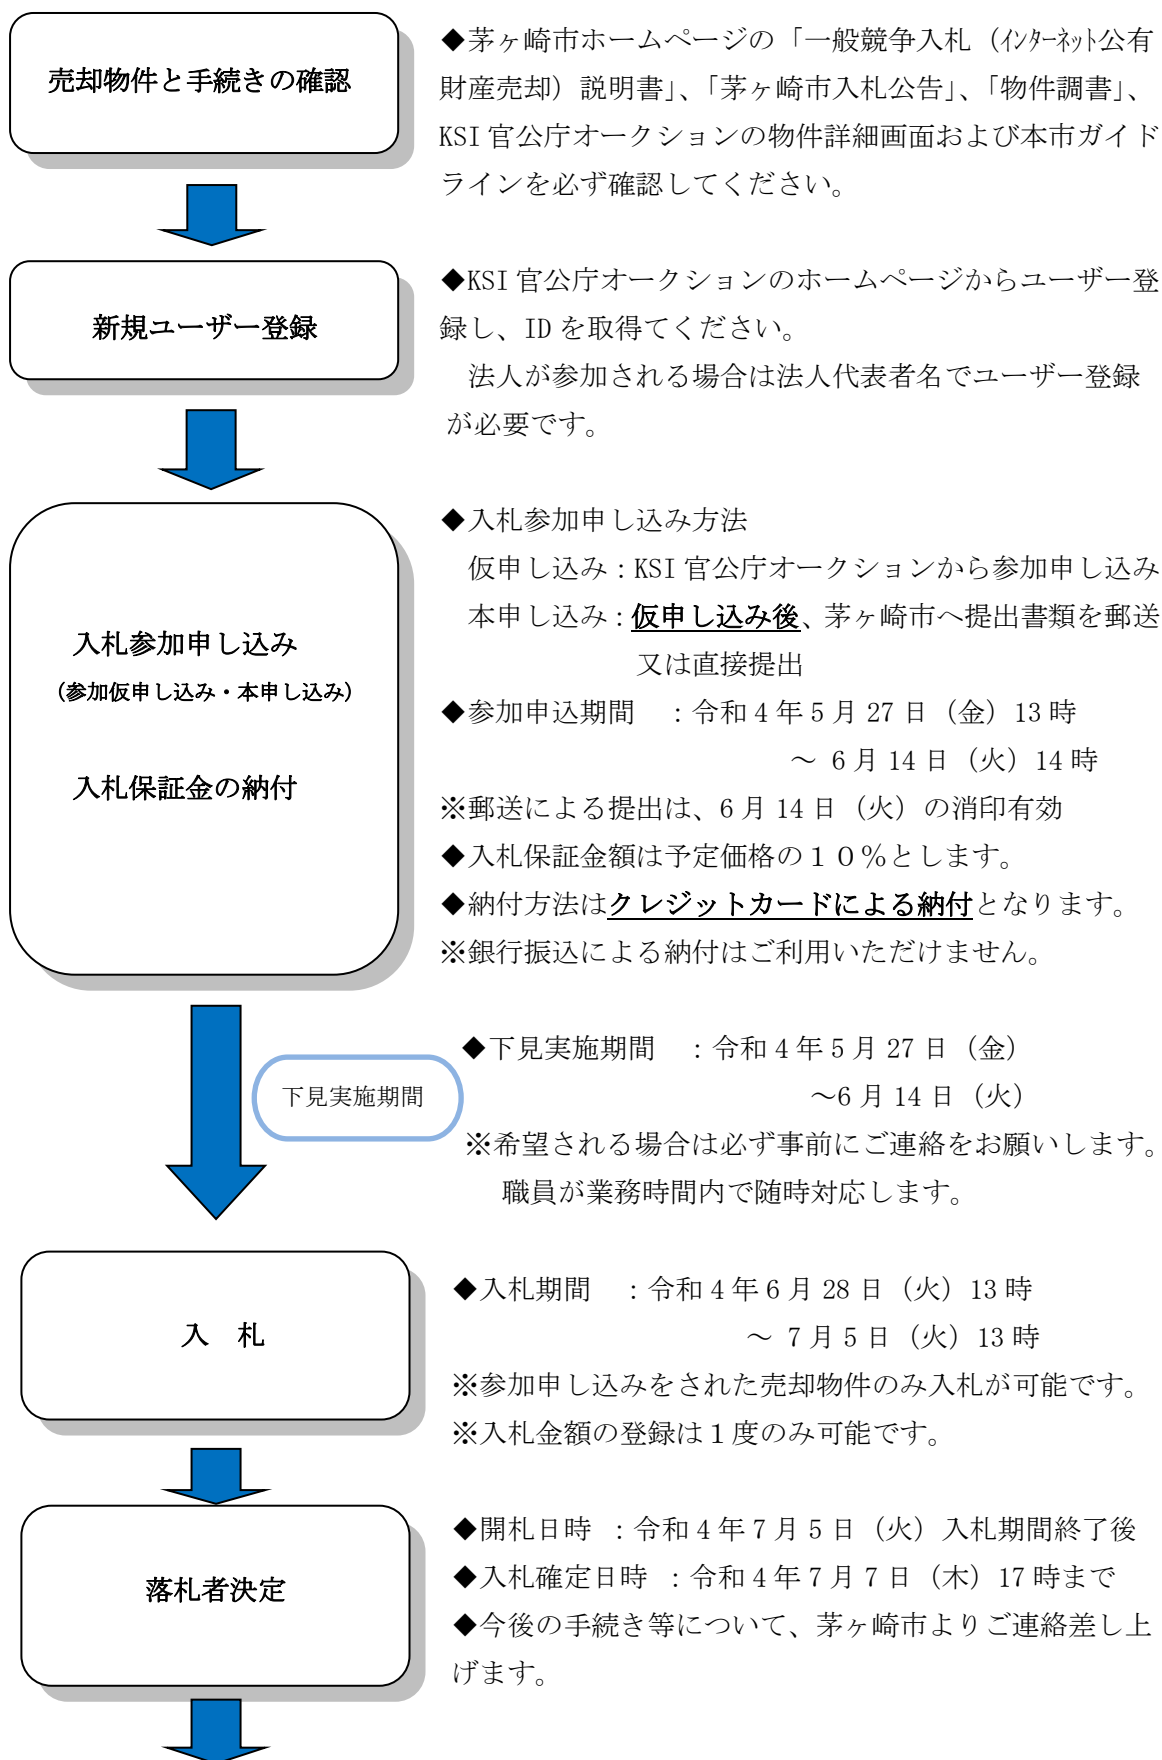 売却物件と手続きの確認
◆茅ヶ崎市ホームページの「一般競争入札（ｲﾝﾀｰﾈｯﾄ公有
財産売却）説明書」、「茅ヶ崎市入札公告」、「物件調書」、
KSI官公庁オークションの物件詳細画面および本市ガイド
ラインを必ず確認してください。
新規ユーザー登録
◆KSI官公庁オークションのホームページからユーザー登
録し、IDを取得てください。
法人が参加される場合は法人代表者名でユーザー登録
が必要です。
入札参加申し込み
（参加仮申し込み・本申し込み）
入札保証金の納付
◆入札参加申し込み方法
仮申し込み：KSI官公庁オークションから参加申し込み
本申し込み：仮申し込み後、茅ヶ崎市へ提出書類を郵送
又は直接提出
◆参加申込期間　：令和4年5月27日（金）13時
～ 6月14日（火）14時
※郵送による提出は、6月14日（火）の消印有効
◆入札保証金額は予定価格の１０％とします。
◆納付方法はクレジットカードによる納付となります。
※銀行振込による納付はご利用いただけません。
下見実施期間
◆下見実施期間　：令和4年5月27日（金）
～6月14日（火）
※希望される場合は必ず事前にご連絡をお願いします。
職員が業務時間内で随時対応します。
入　札
◆入札期間　：令和4年6月28日（火）13時
～ 7月5日（火）13時
※参加申し込みをされた売却物件のみ入札が可能です。
※入札金額の登録は１度のみ可能です。
落札者決定
◆開札日時 ：令和4年7月5日（火）入札期間終了後
◆入札確定日時 ：令和4年7月7日（木）17時まで
◆今後の手続き等について、茅ヶ崎市よりご連絡差し上
げます。